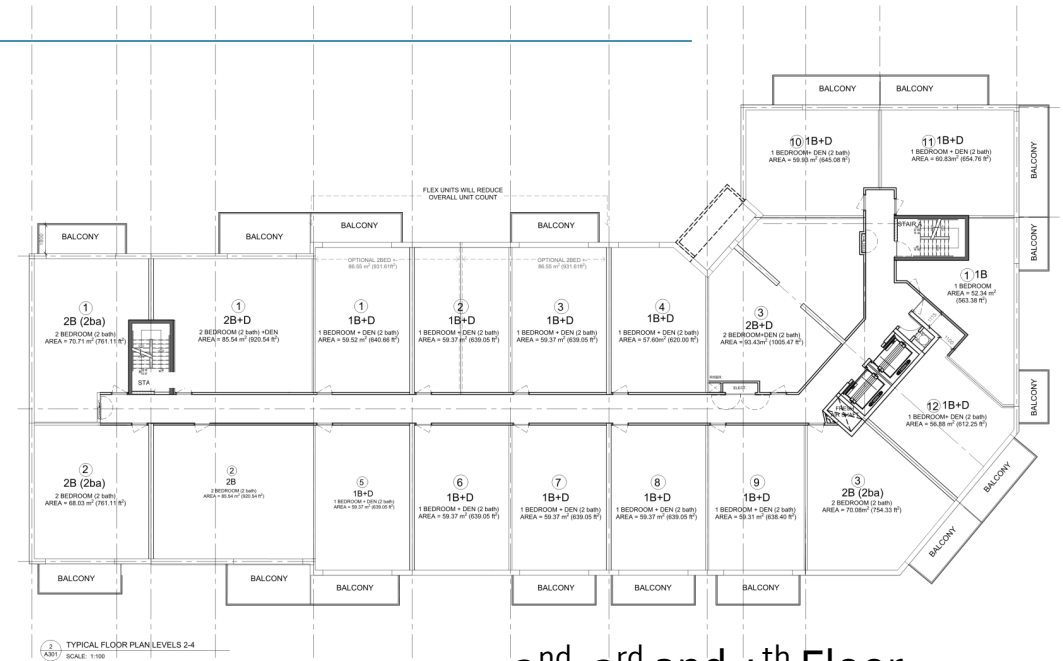 BALCONY
BALCONY
BALCONY
FLEX UNITS WILL REDUCE
OVERALL UNIT COUNT
BALCONY
BALCONY
BALCONY
BALCONY
BALCONY
BALCONY
10 1B+D
1 BEDROOM+ DEN (2 bath)
AREA = 59.93 m² (645.08 ft²)
11 1B+D
1 BEDROOM + DEN (2 bath)
AREA = 60.83m² (654.76 ft²)
STAIR A
1 1B
1 BEDROOM
AREA = 52.34 m²
(563.38 ft²)
OPTIONAL 2BED +-
86.55 m² (931.61ft²)
OPTIONAL 2BED +-
86.55 m² (931.61ft²)
1
2B (2ba)
2 BEDROOM (2 bath)
AREA = 70.71 m² (761.11 ft²)
STA
1
2B+D
2 BEDROOM (2 bath) +DEN
AREA = 85.54 m² (920.54 ft²)
1
1B+D
1 BEDROOM + DEN (2 bath)
AREA = 59.52 m² (640.66 ft²)
2
1B+D
1 BEDROOM + DEN (2 bath)
AREA = 59.37 m² (639.05 ft²)
3
1B+D
1 BEDROOM + DEN (2 bath)
AREA = 59.37 m² (639.05 ft²)
4
1B+D
1 BEDROOM + DEN (2 bath)
AREA = 57.60m² (620.00 ft²)
3
2B+D
2 BEDROOM+DEN (2 bath)
AREA = 93.43m² (1005.47 ft²)
RISER
ELECT
12 1B+D
1 BEDROOM+ DEN (2 bath)
AREA = 56.88 m² (612.25 ft²)
2
2B (2ba)
2 BEDROOM (2 bath)
AREA = 68.03 m² (761.11 ft²)
2
2B
2 BEDROOM (2 bath)
AREA = 85.54 m² (920.54 ft²)
5
1B+D
1 BEDROOM + DEN (2 bath)
AREA = 59.37 m² (639.05 ft²)
6
1B+D
1 BEDROOM + DEN (2 bath)
AREA = 59.37 m² (639.05 ft²)
7
1B+D
1 BEDROOM + DEN (2 bath)
AREA = 59.37 m² (639.05 ft²)
8
1B+D
1 BEDROOM + DEN (2 bath)
AREA = 59.37 m² (639.05 ft²)
9
1B+D
1 BEDROOM + DEN (2 bath)
AREA = 59.31 m² (638.40 ft²)
3
2B (2ba)
2 BEDROOM (2 bath)
AREA = 70.08m² (754.33 ft²)
BALCONY
BALCONY
BALCONY
BALCONY
BALCONY
BALCONY
BALCONY
BALCONY
BALCONY
2
A301
TYPICAL FLOOR PLAN LEVELS 2-4
SCALE: 1:100
2nd, 3rd and 4th Floor